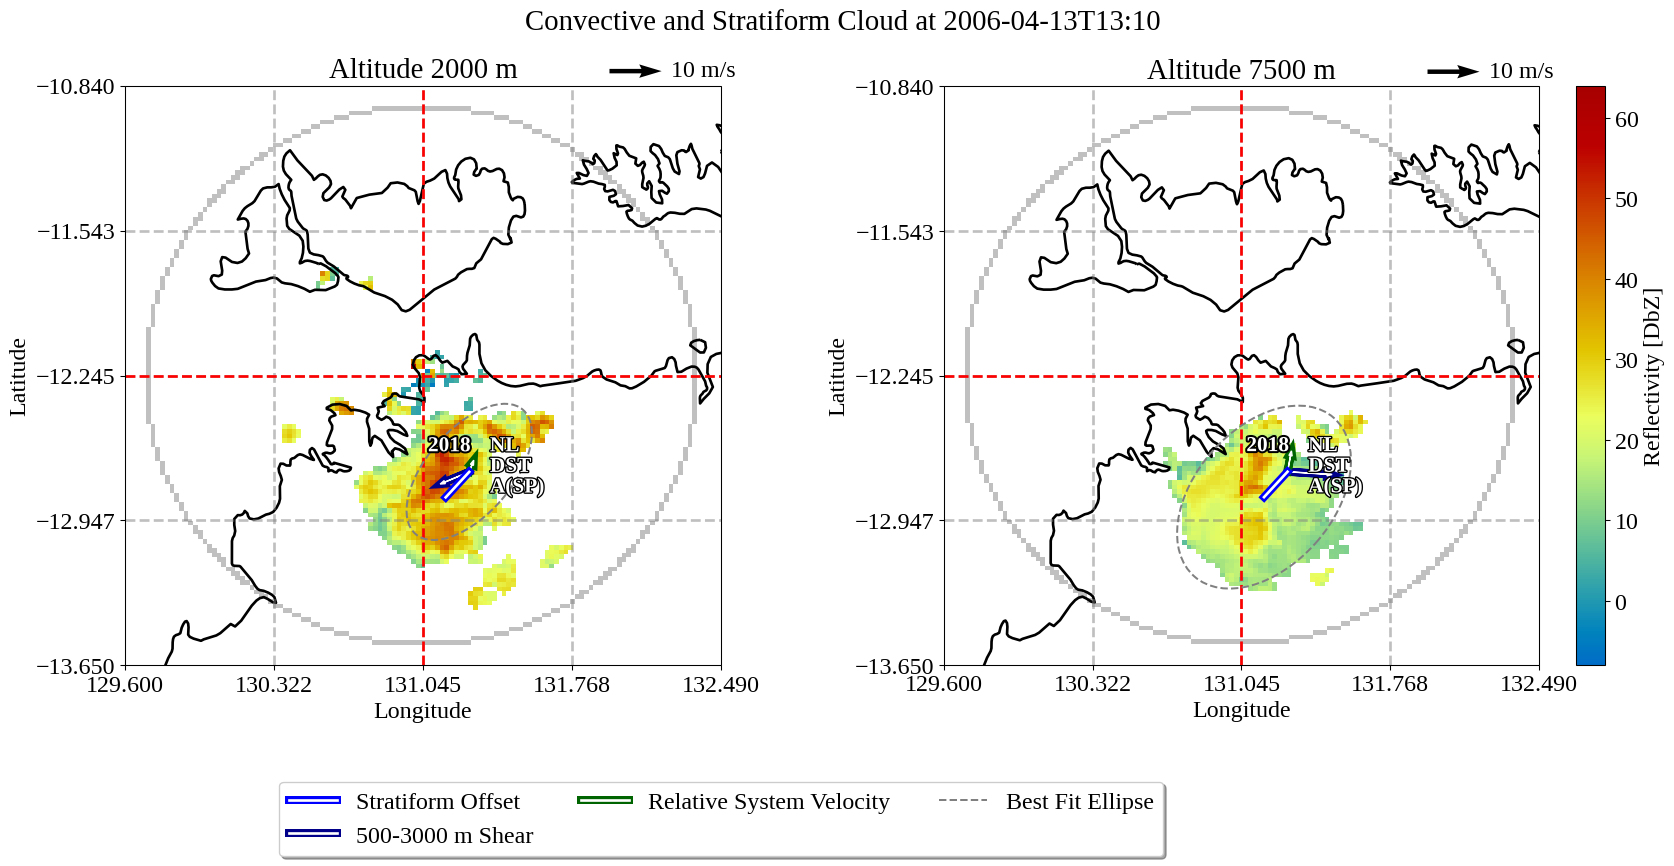 Convective and Stratiform Cloud at 2006-04-13T13:10
Altitude 2000 m
10 m/s
−10.840
−11.543
−12.245
−12.947
−13.650
129.600
130.322
131.045
131.768
132.490
Latitude
Longitude
2018
NL
DST
A(SP)
Altitude 7500 m
10 m/s
−10.840
−11.543
−12.245
−12.947
−13.650
129.600
130.322
131.045
131.768
132.490
Latitude
Longitude
2018
NL
DST
A(SP)
60
50
40
30
20
10
0
Reflectivity [DbZ]
Stratiform Offset
500-3000 m Shear
Relative System Velocity
Best Fit Ellipse